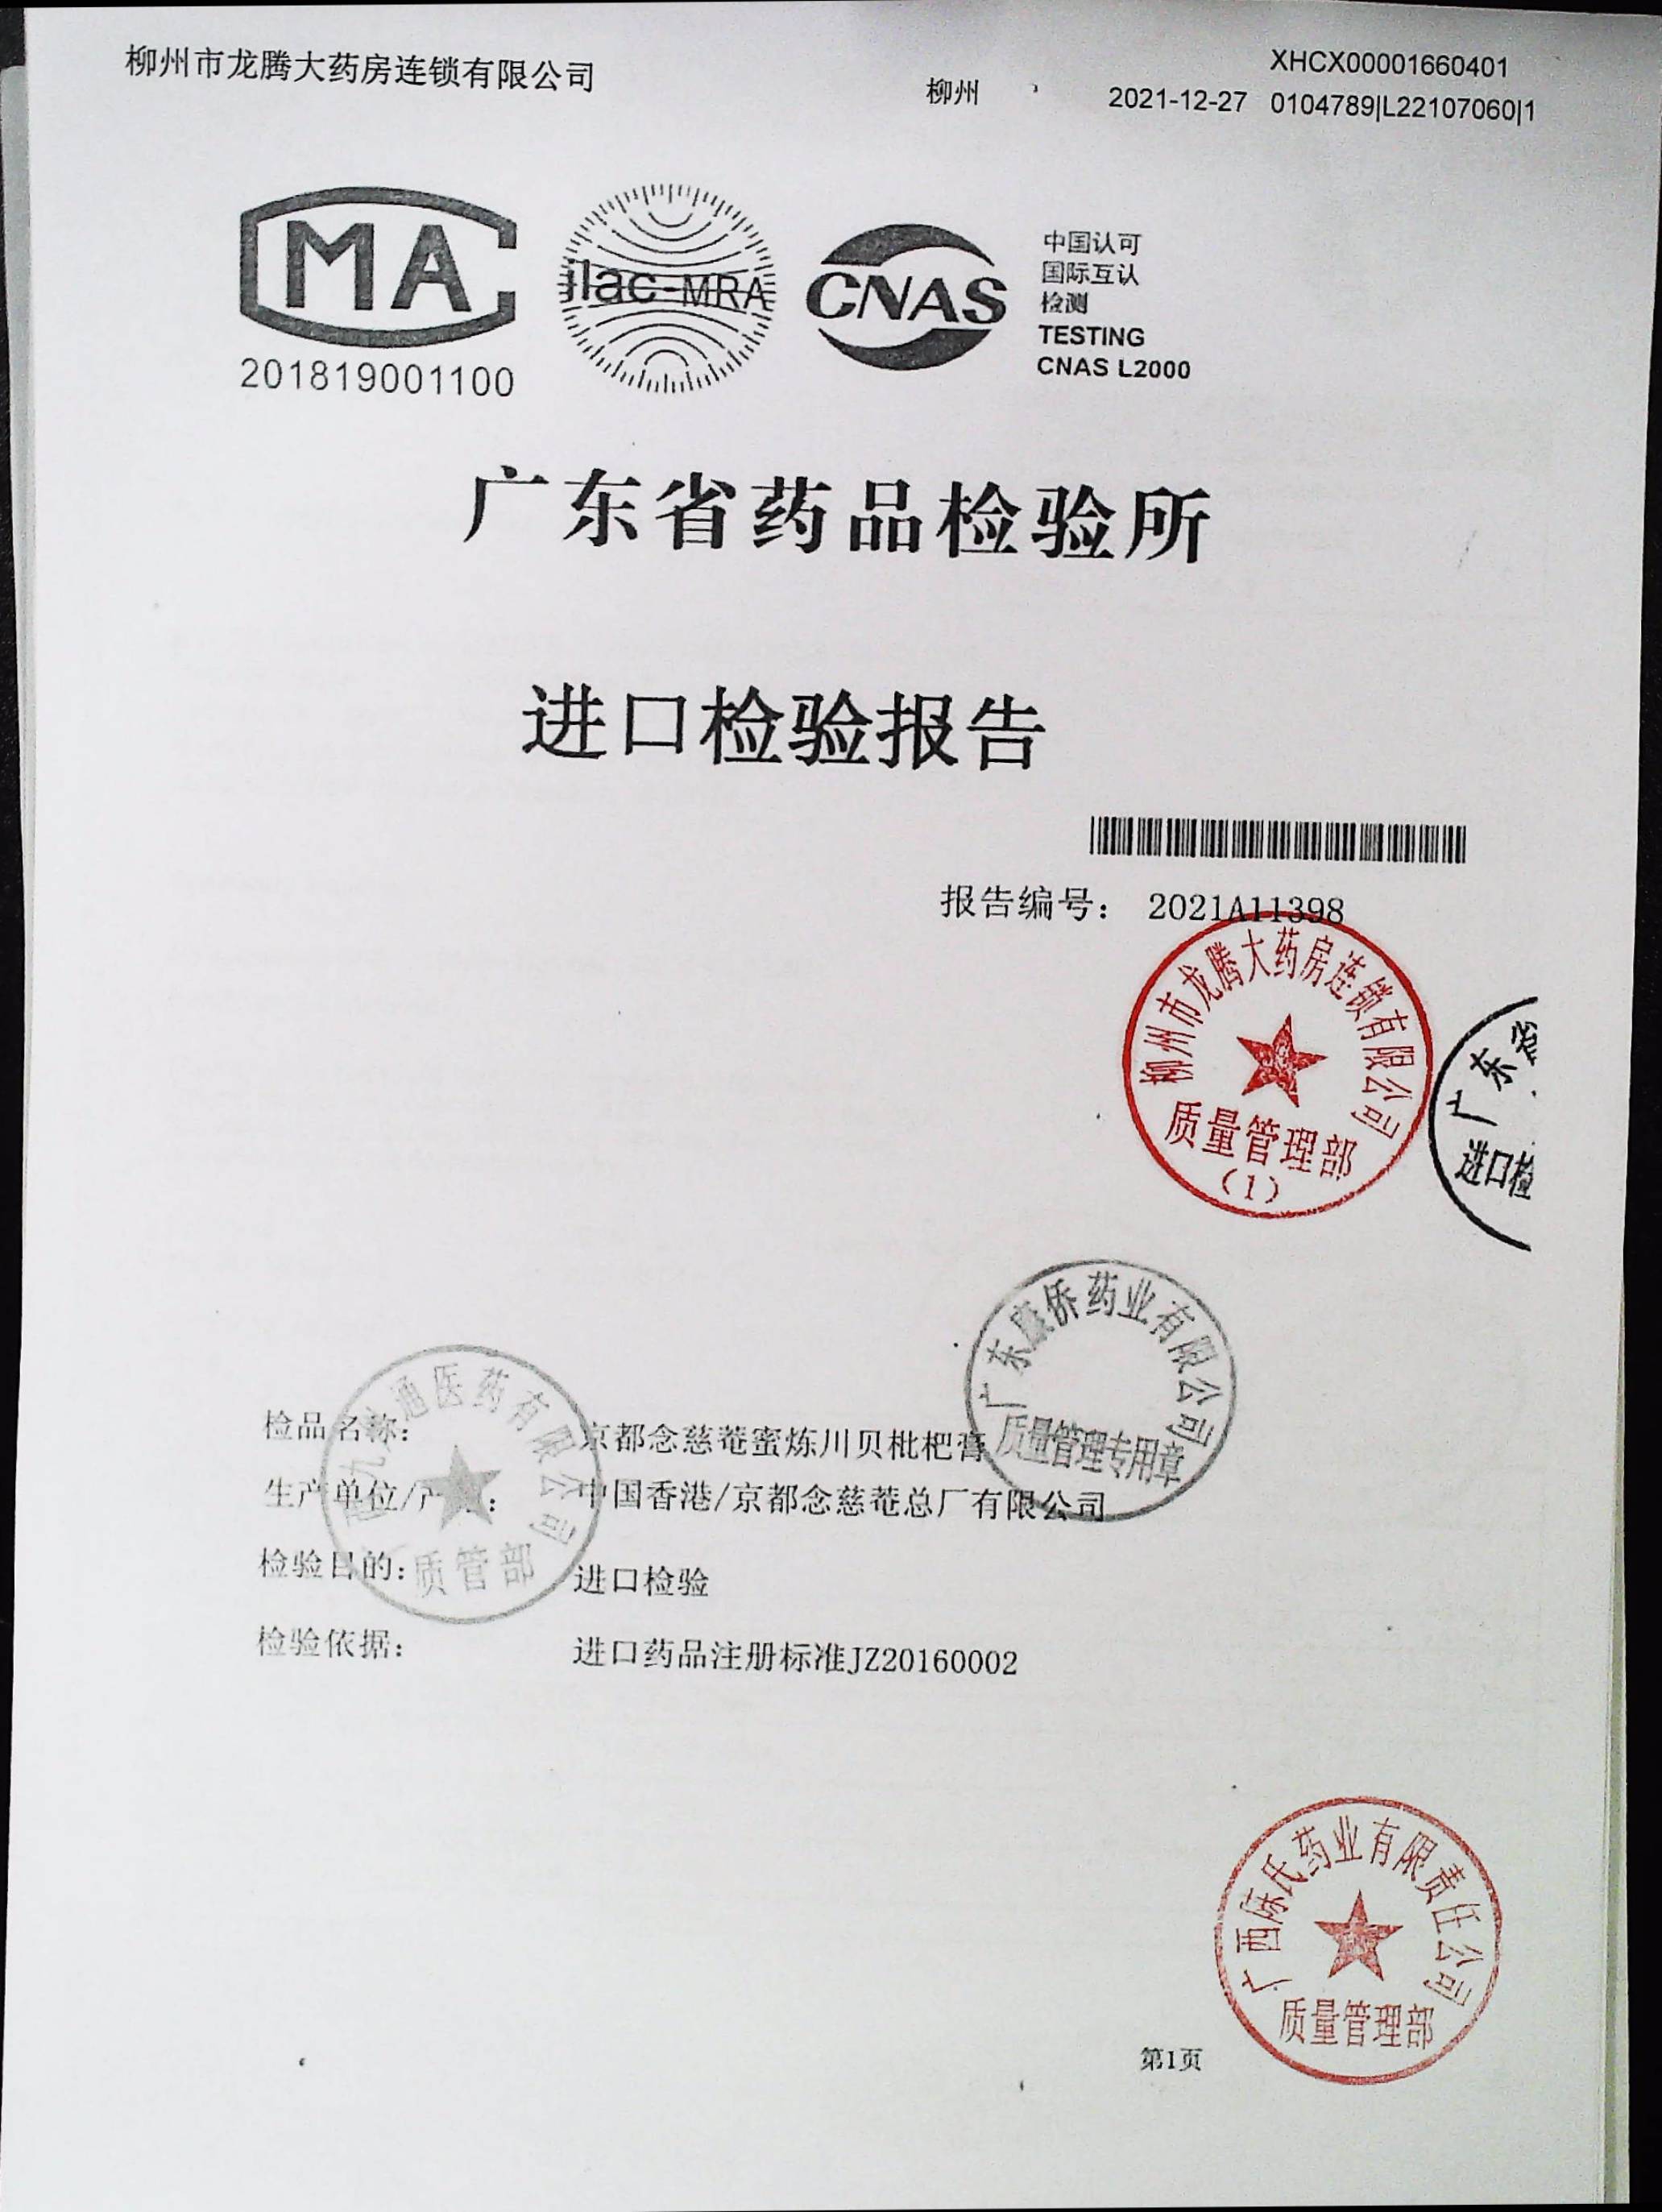 柳州市龙腾大药房连锁有限公司
XHCX00001660401
柳州
2021-12-27 0104789|L22107060|1
MA
201819001100
ilac-MRA
CNAS
中国认可
国际互认
检测
TESTING
CNAS L2000
广东省药品检验所
进口检验报告
报告编号： 2021A11398
柳州市龙腾大药房连锁有限公司
质量管理部
(1)
广东省
进口检
广东康侨药业有限公司
质量管理专用章
通医药有限公司
质管部
检品名称： 京都念慈菴蜜炼川贝枇杷膏
生产单位/产 ： 中国香港/京都念慈菴总厂有限公司
检验目的： 进口检验
检验依据： 进口药品注册标准JZ20160002
广西陈氏药业有限责任公司
质量管理部
第1页